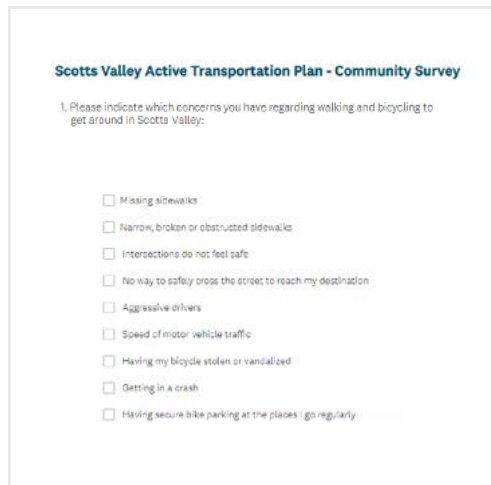 Scotts Valley Active Transportation Plan - Community Survey
1. Please indicate which concerns you have regarding walking and bicycling to
get around in Scotts Valley:
Missing sidewalks
Narrow, broken or obstructed sidewalks
Intersections do not feel safe
No way to safely cross the street to reach my destination
Aggressive drivers
Speed of motor vehicle traffic
Having my bicycle stolen or vandalized
Getting in a crash
Having secure bike parking at the places I go regularly